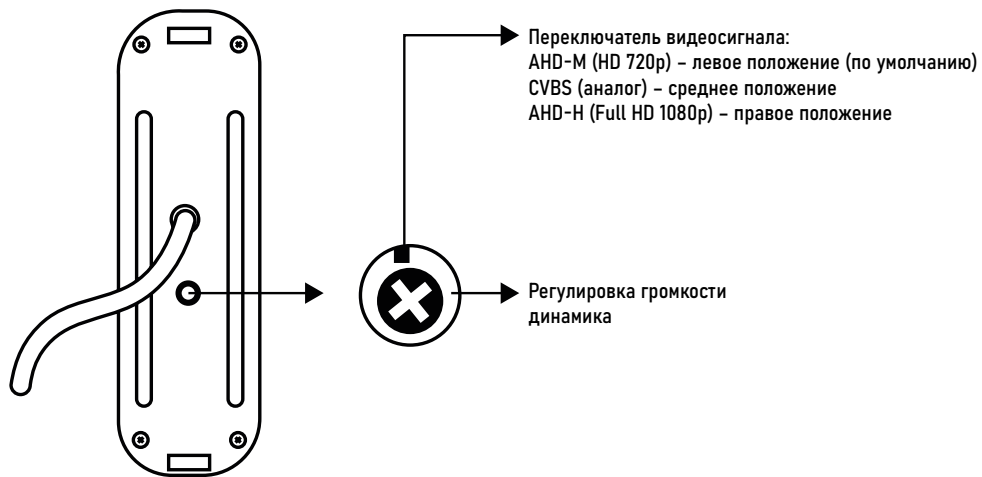 Переключатель видеосигнала:
AHD-M (HD 720p) – левое положение (по умолчанию)
CVBS (аналог) – среднее положение
AHD-H (Full HD 1080p) – правое положение
Регулировка громкости
динамика